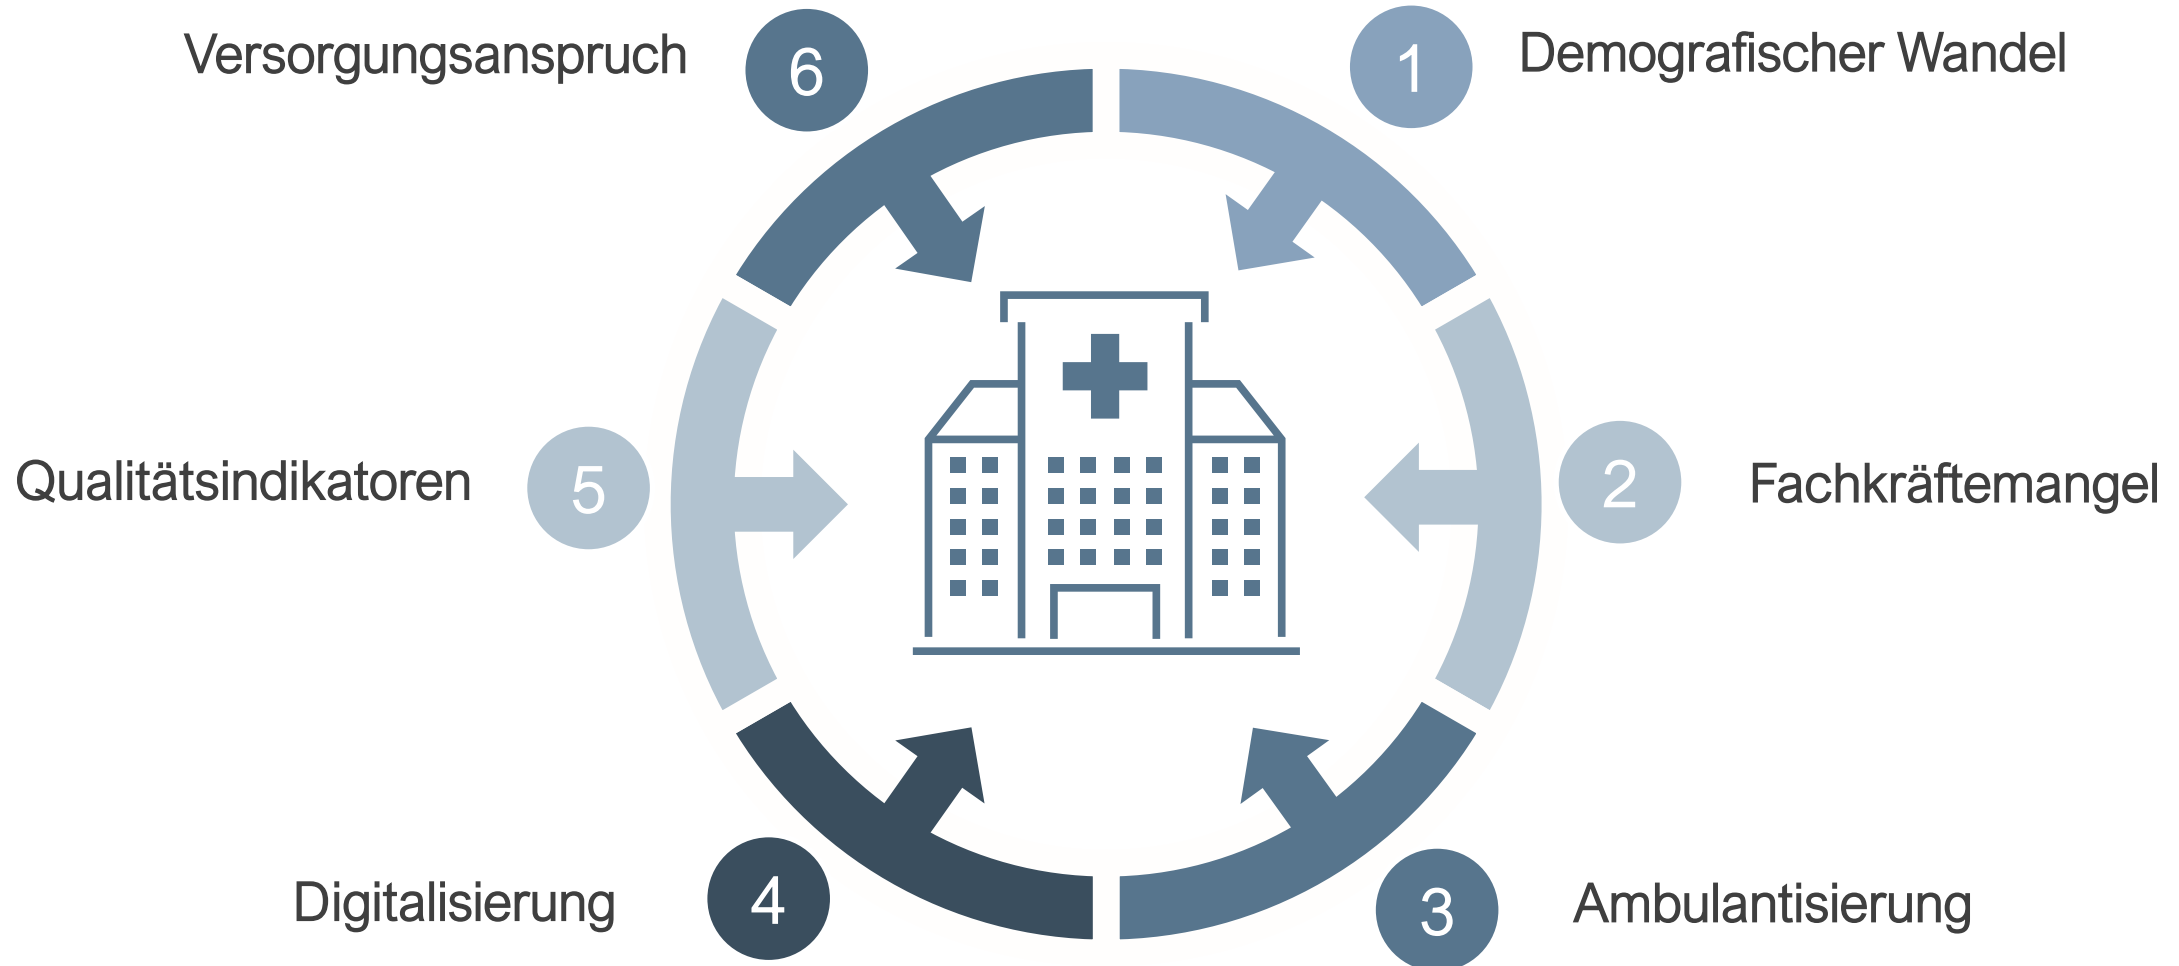 6
Versorgungsanspruch
1
Demografischer Wandel
5
Qualitätsindikatoren
2
Fachkräftemangel
4
Digitalisierung
3
Ambulantisierung